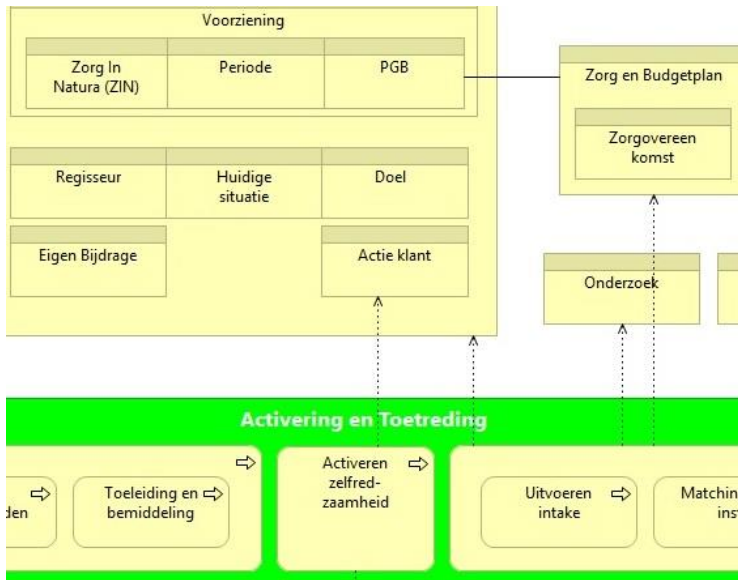 Voorziening
Zorg In
Natura (ZIN)
Periode
PGB
Zorg en Budgetplan
Zorgovereen
komst
Regisseur
Huidige
situatie
Doel
Eigen Bijdrage
Actie klant
Onderzoek
Activering en Toetreding
den
Toeleiding en
bemiddeling
Activeren
zelfred-
zaamheid
Uitvoeren
intake
Matchin
ins